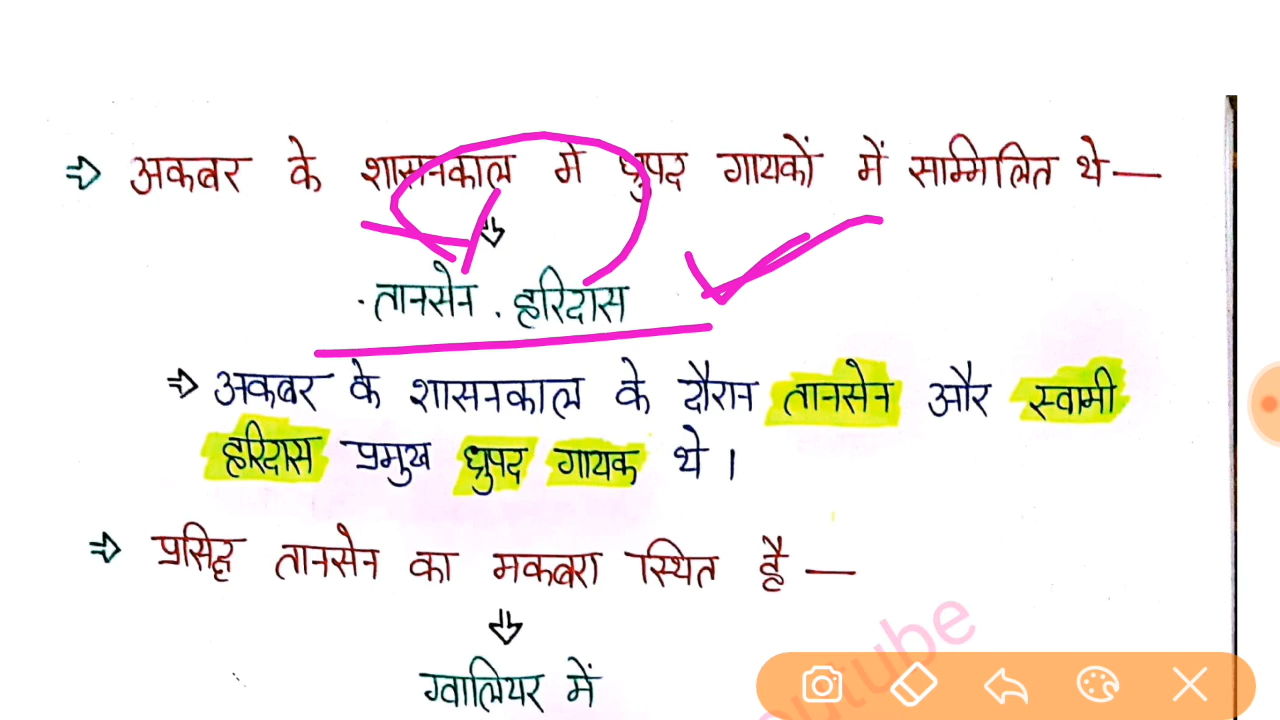 ⇒ अकबर के शासनकाल में ध्रुपद गायकों में सम्मिलित थे —
⇓
· तानसेन . हरिदास
⇒ अकबर के शासनकाल के दौरान तानसेन और स्वामी
हरिदास प्रमुख ध्रुपद गायक थे ।
⇒ प्रसिद्ध तानसेन का मकबरा स्थित है —
⇓
ग्वालियर में
outube